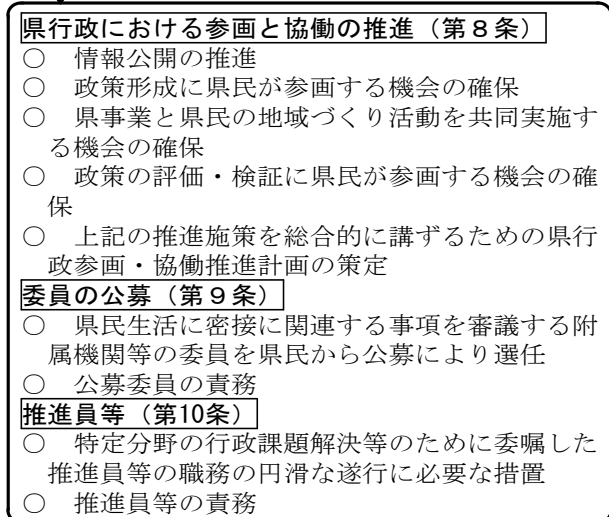 県行政における参画と協働の推進（第８条）
○　情報公開の推進
○　政策形成に県民が参画する機会の確保
○　県事業と県民の地域づくり活動を共同実施す
る機会の確保
○　政策の評価・検証に県民が参画する機会の確
保
○　上記の推進施策を総合的に講ずるための県行
政参画・協働推進計画の策定
委員の公募（第９条）
○　県民生活に密接に関連する事項を審議する附
属機関等の委員を県民から公募により選任
○　公募委員の責務
推進員等（第10条）
○　特定分野の行政課題解決等のために委嘱した
推進員等の職務の円滑な遂行に必要な措置
○　推進員等の責務